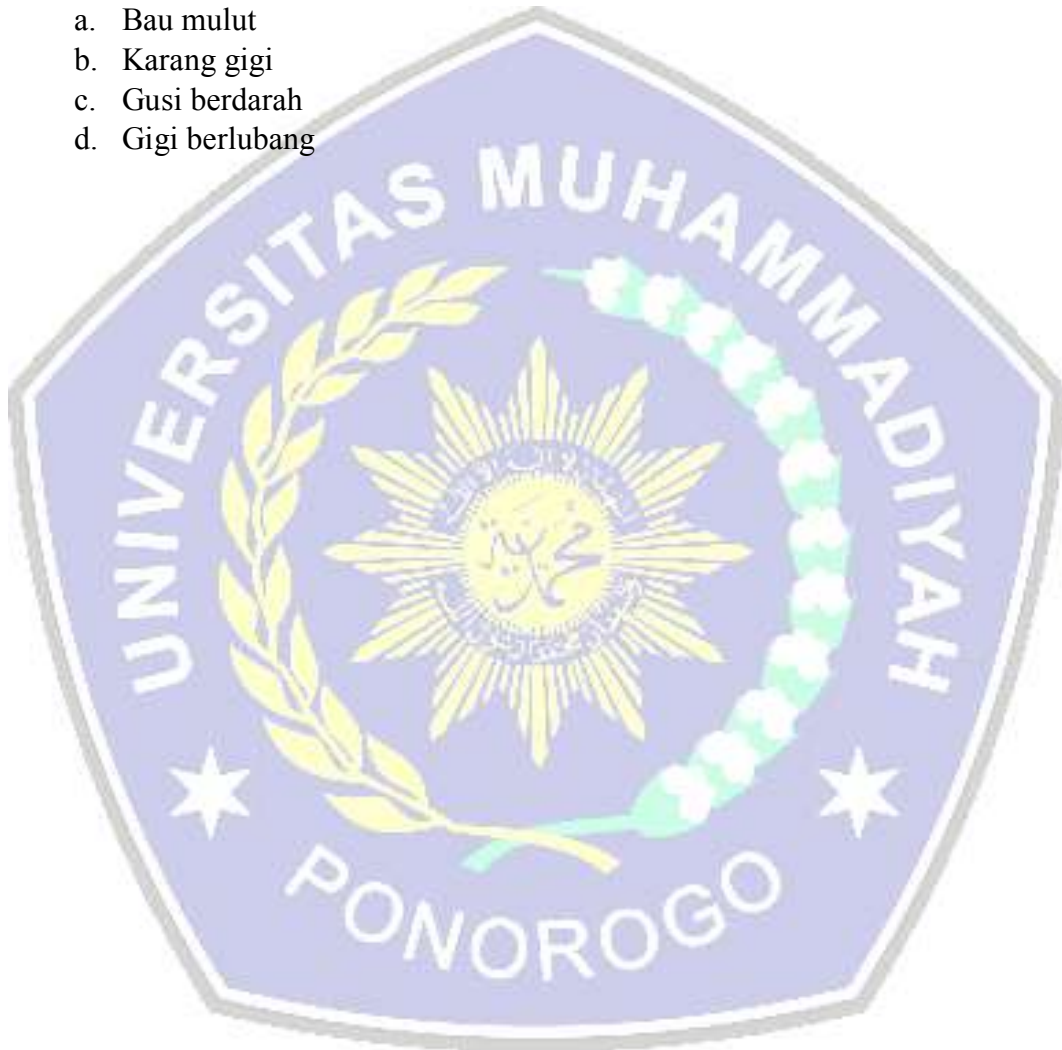 a. Bau mulut
b. Karang gigi
c. Gusi berdarah
d. Gigi berlubang
UNIVERSITAS MUHAMMADIYAH
PONOROGO